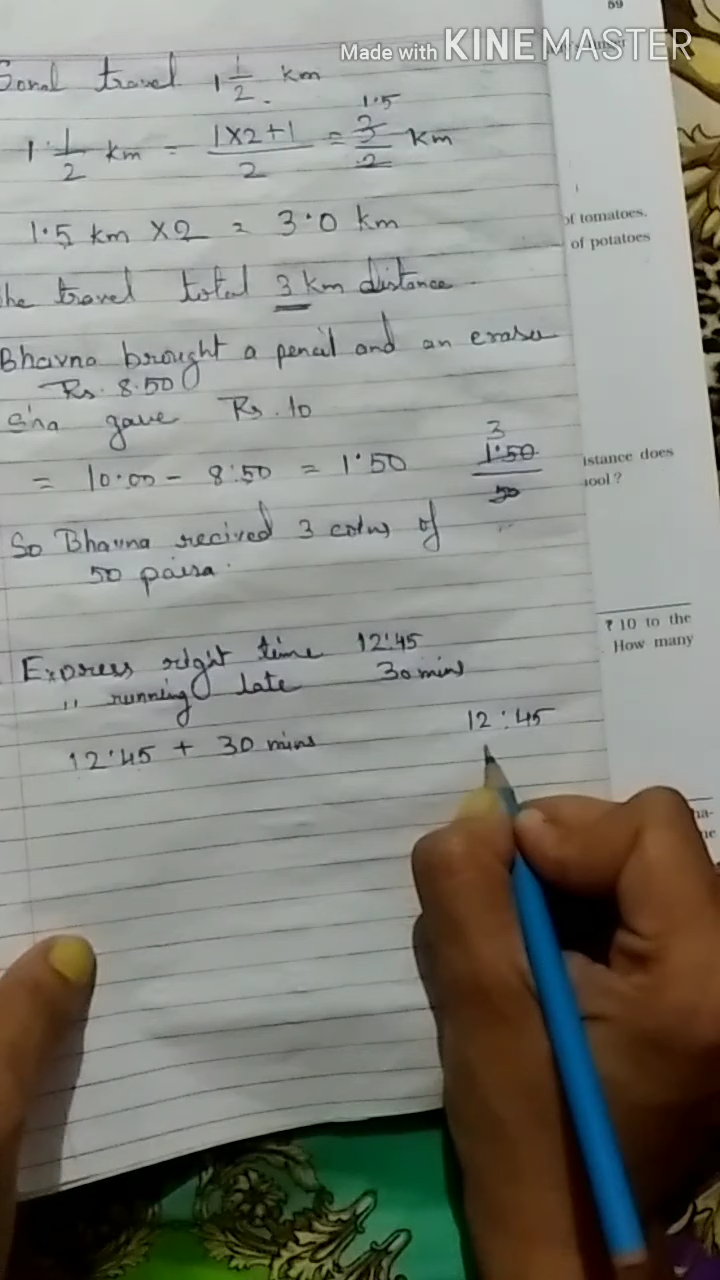 59
Made with KINEMASTER
Sonal travel 1 1/2 km
1 1/2 km = 1×2+1/2 = 3/2 km
1.5
1.5 km ×2 = 3.0 km
he travel total 3 km distance
of tomatoes.
of potatoes
Bhavna brought a pencil and an eraser
Rs. 8.50
gave Rs. 10
= 10.00 - 8.50 = 1.50
3
1.50
50
istance does
ool ?
So Bhavna recived 3 coins of
50 paisa.
Express right time 12:45
,, running late 30 mins
12:45 + 30 mins
12:45
₹ 10 to the
How many